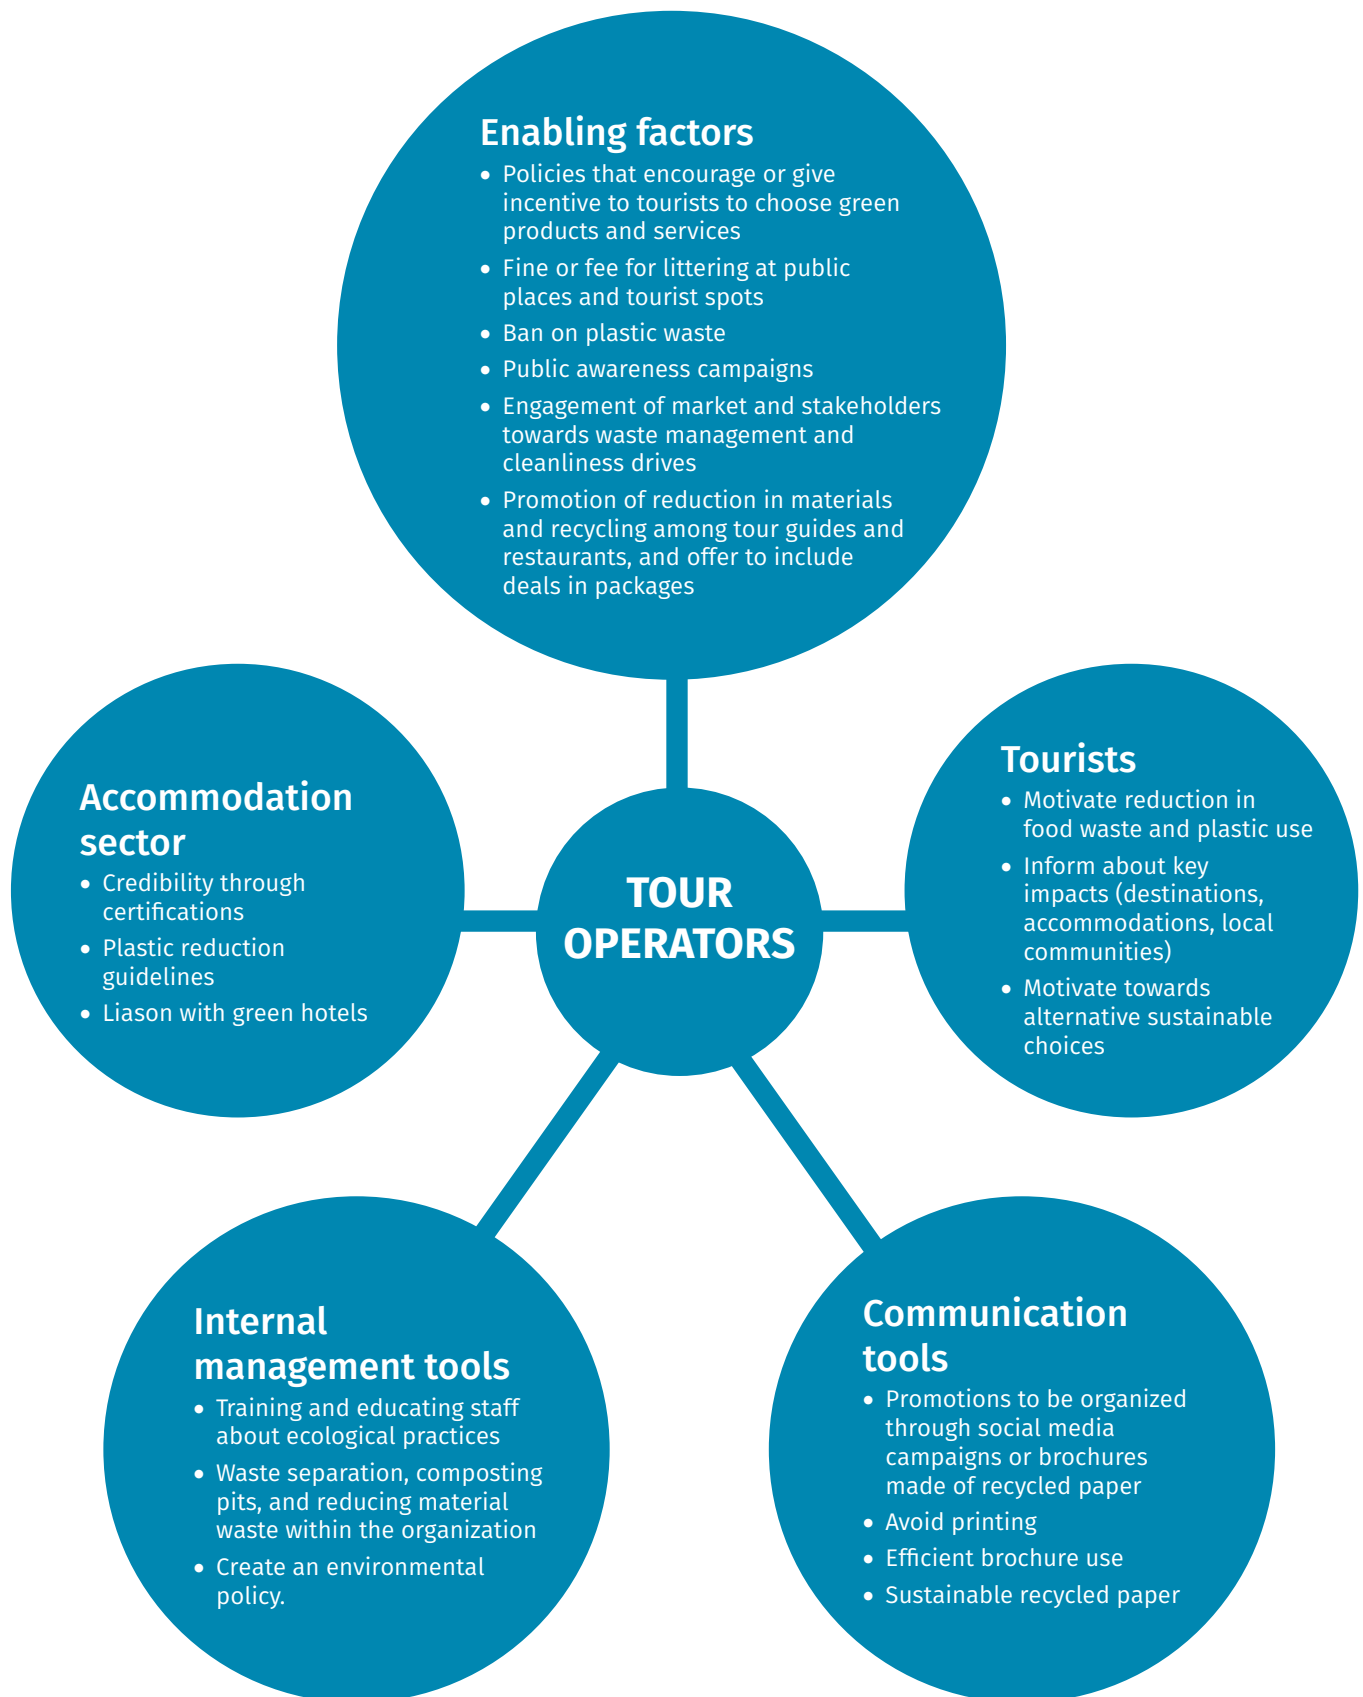 Enabling factors
• Policies that encourage or give
incentive to tourists to choose green
products and services
• Fine or fee for littering at public
places and tourist spots
• Ban on plastic waste
• Public awareness campaigns
• Engagement of market and stakeholders
towards waste management and
cleanliness drives
• Promotion of reduction in materials
and recycling among tour guides and
restaurants, and offer to include
deals in packages
Accommodation
sector
• Credibility through
certifications
• Plastic reduction
guidelines
• Liason with green hotels
TOUR
OPERATORS
Tourists
• Motivate reduction in
food waste and plastic use
• Inform about key
impacts (destinations,
accommodations, local
communities)
• Motivate towards
alternative sustainable
choices
Internal
management tools
• Training and educating staff
about ecological practices
• Waste separation, composting
pits, and reducing material
waste within the organization
• Create an environmental
policy.
Communication
tools
• Promotions to be organized
through social media
campaigns or brochures
made of recycled paper
• Avoid printing
• Efficient brochure use
• Sustainable recycled paper